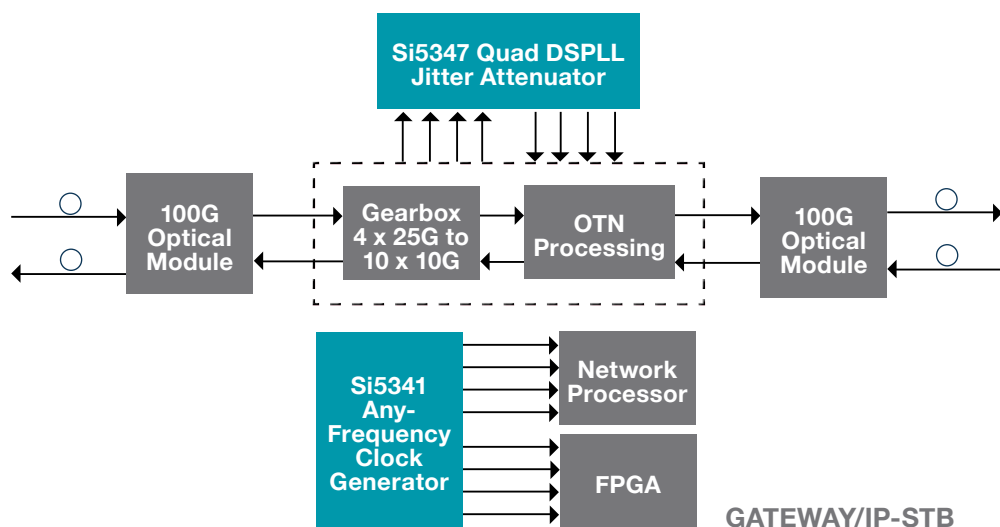 Si5347 Quad DSPLL
Jitter Attenuator
100G
Optical
Module
Gearbox
4 x 25G to
10 x 10G
OTN
Processing
100G
Optical
Module
Si5341
Any-
Frequency
Clock
Generator
Network
Processor
FPGA
GATEWAY/IP-STB